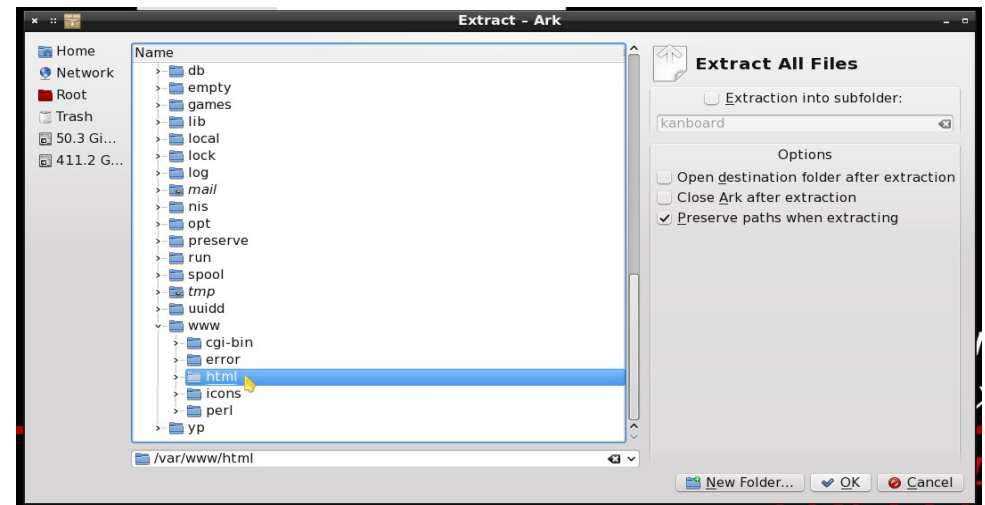 Extract – Ark
Home
Network
Root
Trash
50.3 Gi...
411.2 G...
Name
db
empty
games
lib
local
lock
log
mail
nis
opt
preserve
run
spool
tmp
uuidd
www
cgi-bin
error
html
icons
perl
yp
/var/www/html
Extract All Files
Extraction into subfolder:
kanboard
Options
Open destination folder after extraction
Close Ark after extraction
Preserve paths when extracting
New Folder...
OK
Cancel